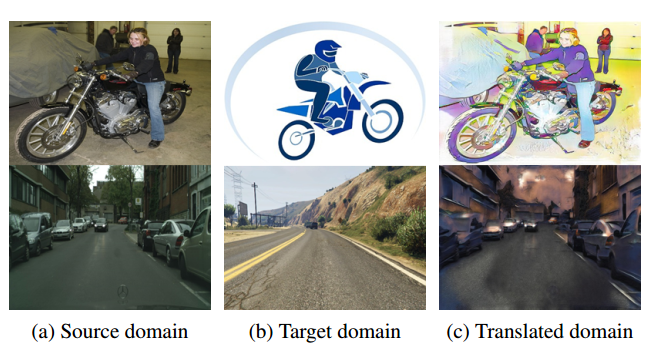 (a) Source domain
(b) Target domain
(c) Translated domain